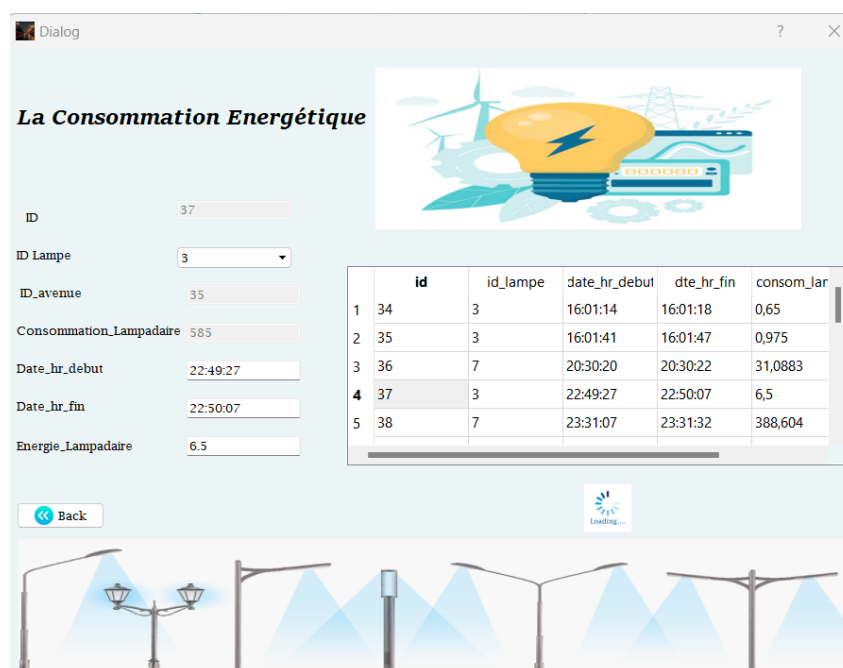 Dialog
La Consommation Energétique
ID 37
ID Lampe 3
ID_avenue 35
Consommation_Lampadaire 585
Date_hr_debut 22:49:27
Date_hr_fin 22:50:07
Energie_Lampadaire 6.5
id id_lampe date_hr_debut dte_hr_fin consom_lar
1 34 3 16:01:14 16:01:18 0,65
2 35 3 16:01:41 16:01:47 0,975
3 36 7 20:30:20 20:30:22 31,0883
4 37 3 22:49:27 22:50:07 6,5
5 38 7 23:31:07 23:31:32 388,604
Back
Loading....